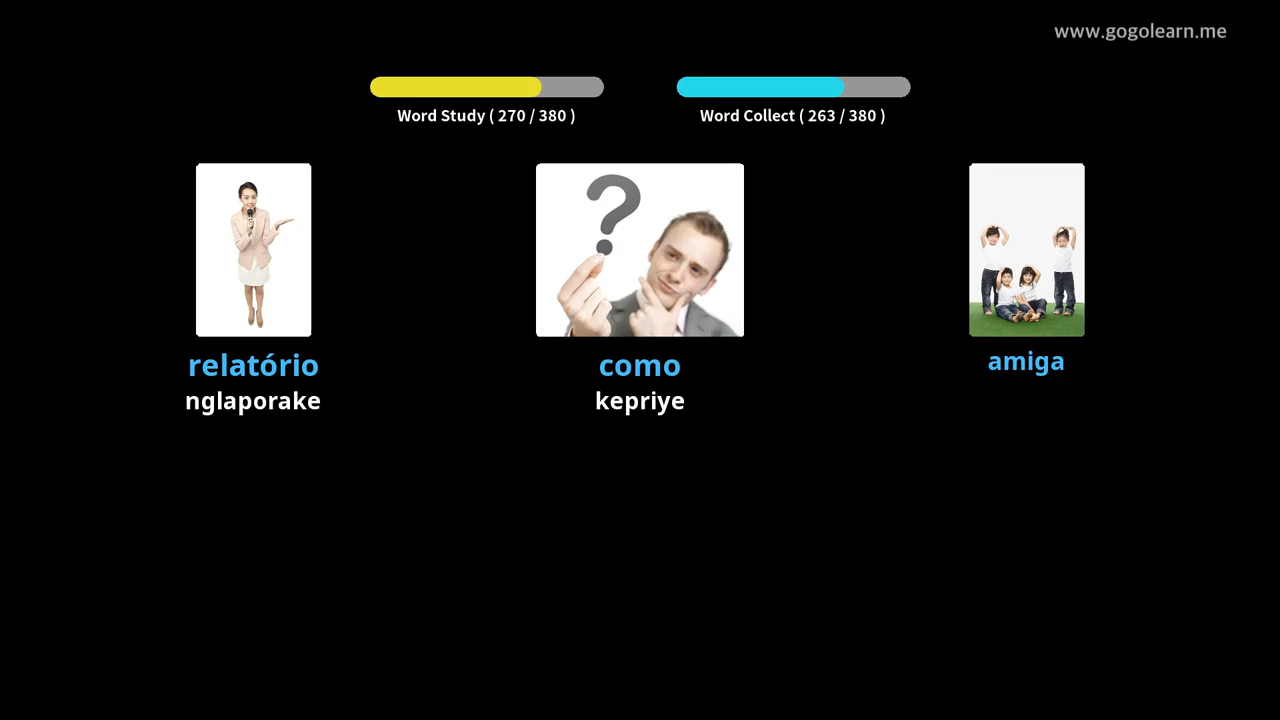 www.gogolearn.me
Word Study ( 270 / 380 )
Word Collect ( 263 / 380 )
relatório
nglaporake
como
kepriye
amiga